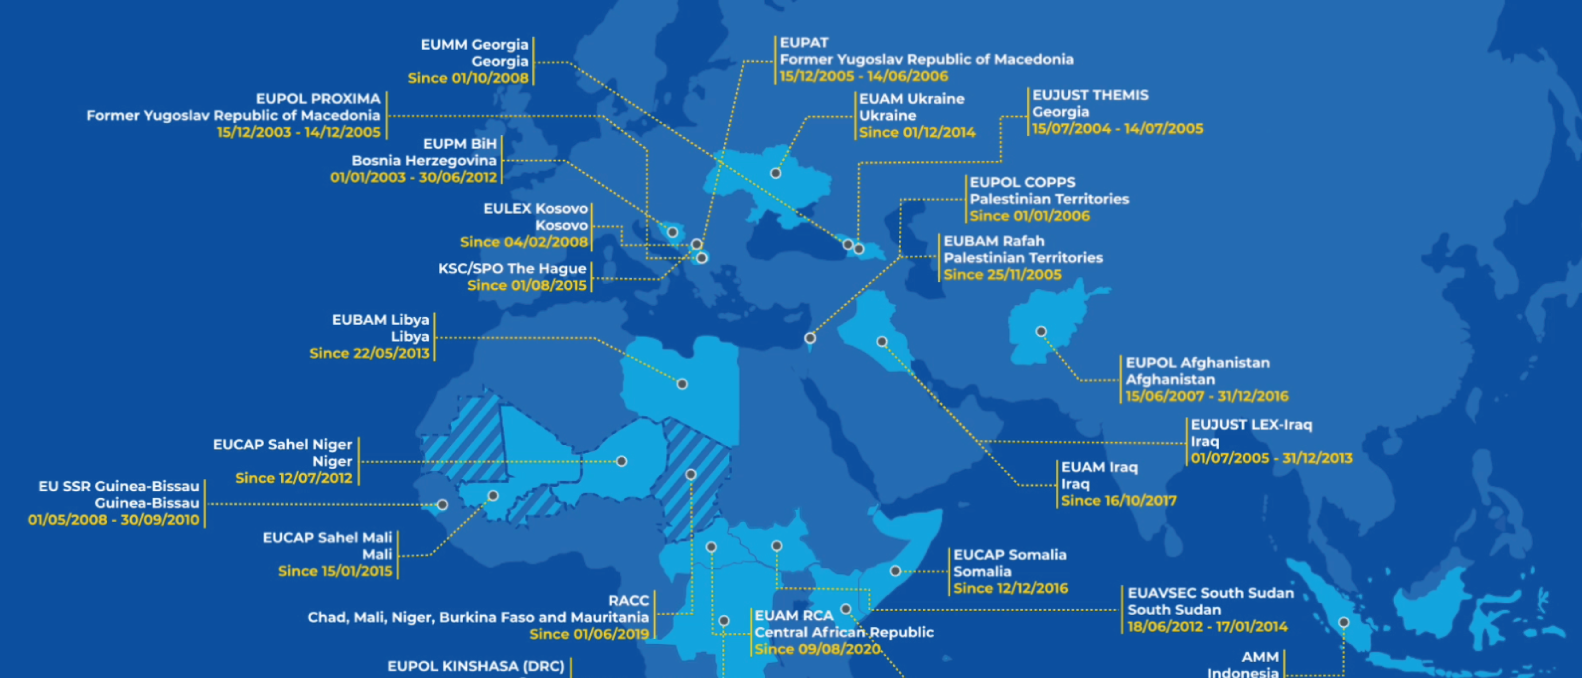 EUMM Georgia
Georgia
Since 01/10/2008
EUPAT
Former Yugoslav Republic of Macedonia
15/12/2005 - 14/06/2006
EUPOL PROXIMA
Former Yugoslav Republic of Macedonia
15/12/2003 - 14/12/2005
EUAM Ukraine
Ukraine
Since 01/12/2014
EUJUST THEMIS
Georgia
15/07/2004 - 14/07/2005
EUPM BiH
Bosnia Herzegovina
01/01/2003 - 30/06/2012
EUPOL COPPS
Palestinian Territories
Since 01/01/2006
EULEX Kosovo
Kosovo
Since 04/02/2008
EUBAM Rafah
Palestinian Territories
Since 25/11/2005
KSC/SPO The Hague
Since 01/08/2015
EUBAM Libya
Libya
Since 22/05/2013
EUPOL Afghanistan
Afghanistan
15/06/2007 - 31/12/2016
EUJUST LEX-Iraq
Iraq
01/07/2005 - 31/12/2013
EUCAP Sahel Niger
Niger
Since 12/07/2012
EUAM Iraq
Iraq
Since 16/10/2017
EU SSR Guinea-Bissau
Guinea-Bissau
01/05/2008 - 30/09/2010
EUCAP Sahel Mali
Mali
Since 15/01/2015
EUCAP Somalia
Somalia
Since 12/12/2016
EUAVSEC South Sudan
South Sudan
18/06/2012 - 17/01/2014
RACC
Chad, Mali, Niger, Burkina Faso and Mauritania
Since 01/06/2019
EUAM RCA
Central African Republic
Since 09/08/2020
EUPOL KINSHASA (DRC)
AMM
Indonesia